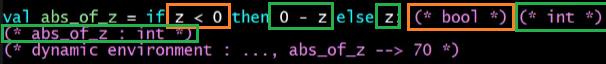 val abs_of_z = if z < 0 then 0 - z else z; (* bool *) (* int *)
(* abs_of_z : int *)
(* dynamic environment : ..., abs_of_z --> 70 *)